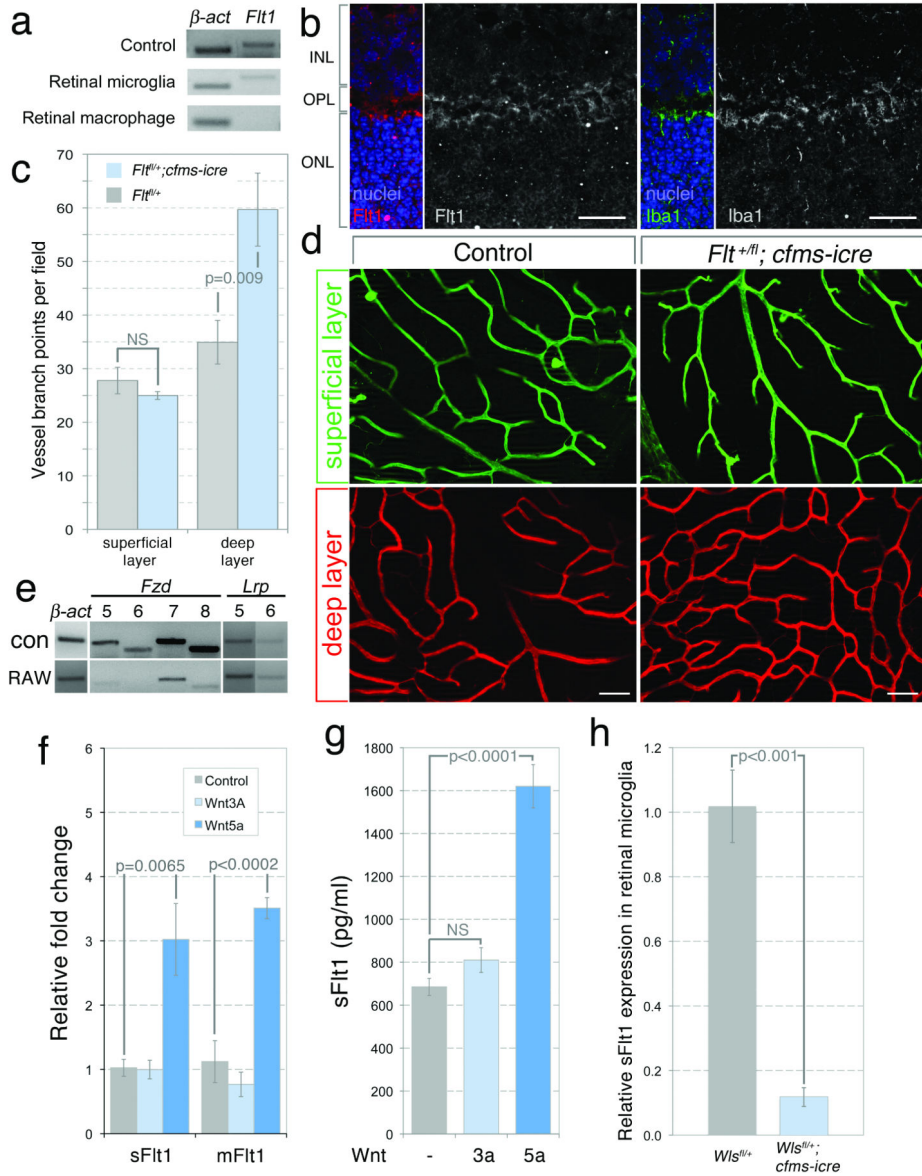 a
β-act Flt1
Control
Retinal microglia
Retinal macrophage
b
INL
OPL
ONL
nuclei
Flt1
Flt1
nuclei
Iba1
Iba1
c
Flt^fl/+;cfms-icre
Flt^fl/+
Vessel branch points per field
70
60
50
40
30
20
10
0
NS
p=0.009
superficial layer
deep layer
d
Control
Flt^+/fl; cfms-icre
superficial layer
deep layer
e
Fzd Lrp
β-act 5 6 7 8 5 6
con
RAW
f
Relative fold change
6
5
4
3
2
1
0
Control
Wnt3A
Wnt5a
p=0.0065
p<0.0002
sFlt1 mFlt1
g
sFlt1 (pg/ml)
1800
1600
1400
1200
1000
800
600
400
200
0
p<0.0001
NS
Wnt - 3a 5a
h
Relative sFlt1 expression in retinal microglia
1.2
1.0
0.8
0.6
0.4
0.2
0.0
p<0.001
Wls^fl/+
Wls^fl/+;
cfms-icre